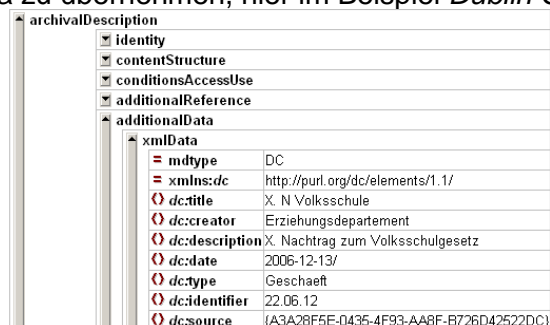 a zu übernehmen, hier im Beispiel Dublin
archivalDescription
identity
contentStructure
conditionsAccessUse
additionalReference
additionalData
xmlData
= mdtype DC
= xmlns:dc http://purl.org/dc/elements/1.1/
() dc:title X. N Volksschule
() dc:creator Erziehungsdepartement
() dc:description X. Nachtrag zum Volksschulgesetz
() dc:date 2006-12-13/
() dc:type Geschaeft
() dc:identifier 22.06.12
() dc:source {A3A28F5E-0435-4F93-AA8F-B726D42522DC}